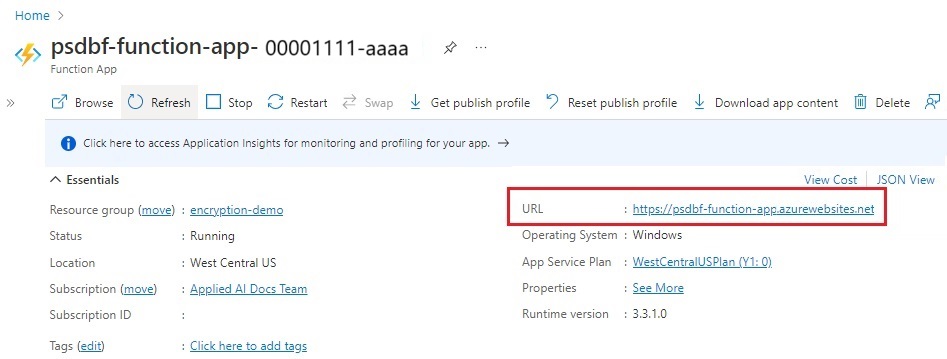 Home >
psdbf-function-app- 00001111-aaaa ...
Function App
» Browse Refresh Stop Restart Swap Get publish profile Reset publish profile Download app content Delete
Click here to access Application Insights for monitoring and profiling for your app. →
Essentials View Cost JSON View
Resource group (move) : encryption-demo URL : https://psdbf-function-app.azurewebsites.net
Status : Running Operating System : Windows
Location : West Central US App Service Plan : WestCentralUSPlan (Y1: 0)
Subscription (move) : Applied AI Docs Team Properties : See More
Subscription ID : Runtime version : 3.3.1.0
Tags (edit) : Click here to add tags